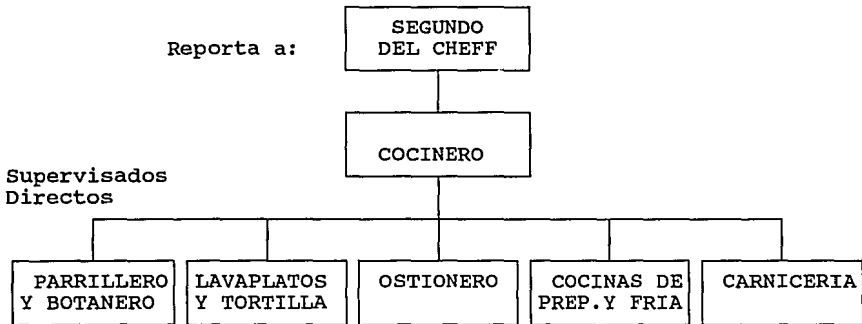 Reporta a:
SEGUNDO
DEL CHEFF
COCINERO
Supervisados
Directos
PARRILLERO
Y BOTANERO
LAVAPLATOS
Y TORTILLA
OSTIONERO
COCINAS DE
PREP.Y FRIA
CARNICERIA